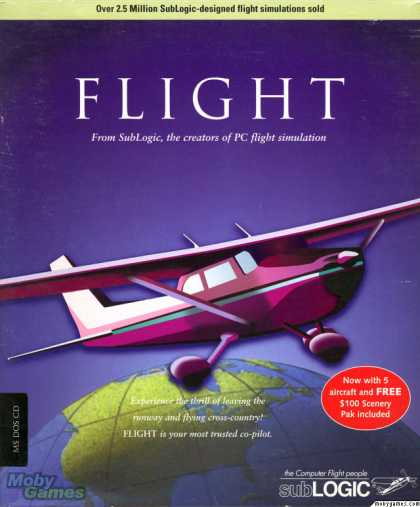 Over 2.5 Million SubLogic-designed flight simulations sold
FLIGHT
From SubLogic, the creators of PC flight simulation
Experience the thrill of leaving the
runway and flying cross-country!
FLIGHT is your most trusted co-pilot.
Now with 5
aircraft and FREE
$100 Scenery
Pak included
MS DOS CD
Moby
Games
the Computer Flight people
subLOGIC
mobygames.com